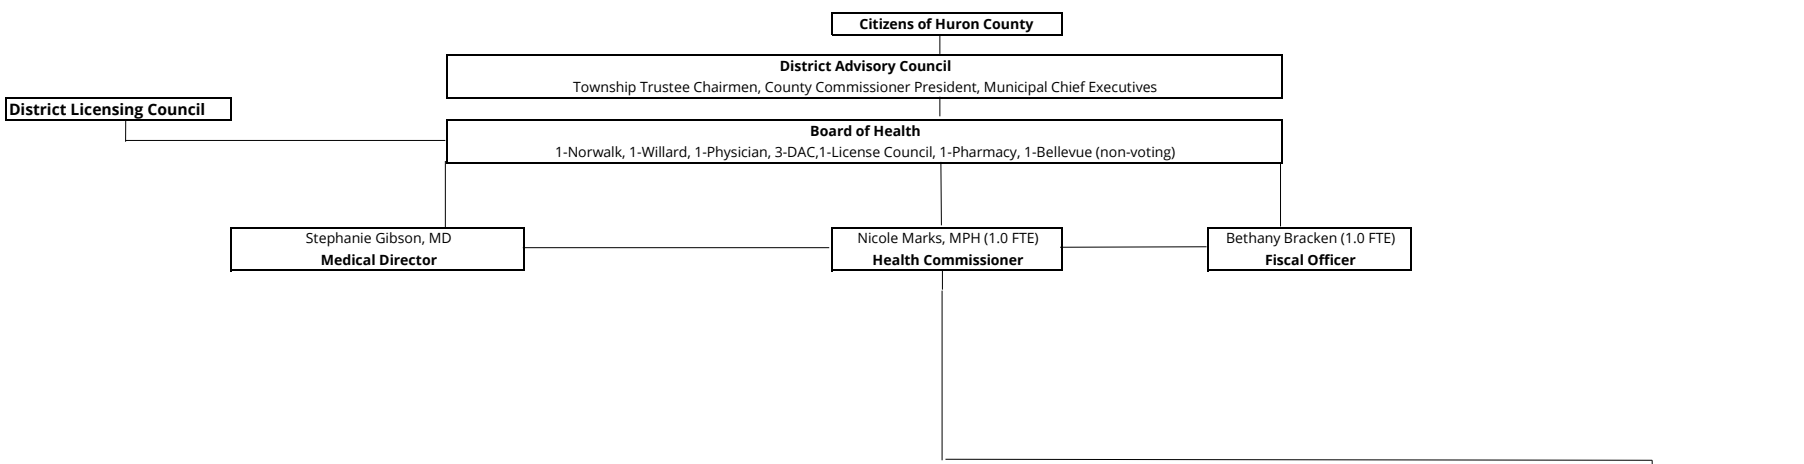 Citizens of Huron County
District Advisory Council
Township Trustee Chairmen, County Commissioner President, Municipal Chief Executives
District Licensing Council
Board of Health
1-Norwalk, 1-Willard, 1-Physician, 3-DAC,1-License Council, 1-Pharmacy, 1-Bellevue (non-voting)
Stephanie Gibson, MD
Medical Director
Nicole Marks, MPH (1.0 FTE)
Health Commissioner
Bethany Bracken (1.0 FTE)
Fiscal Officer